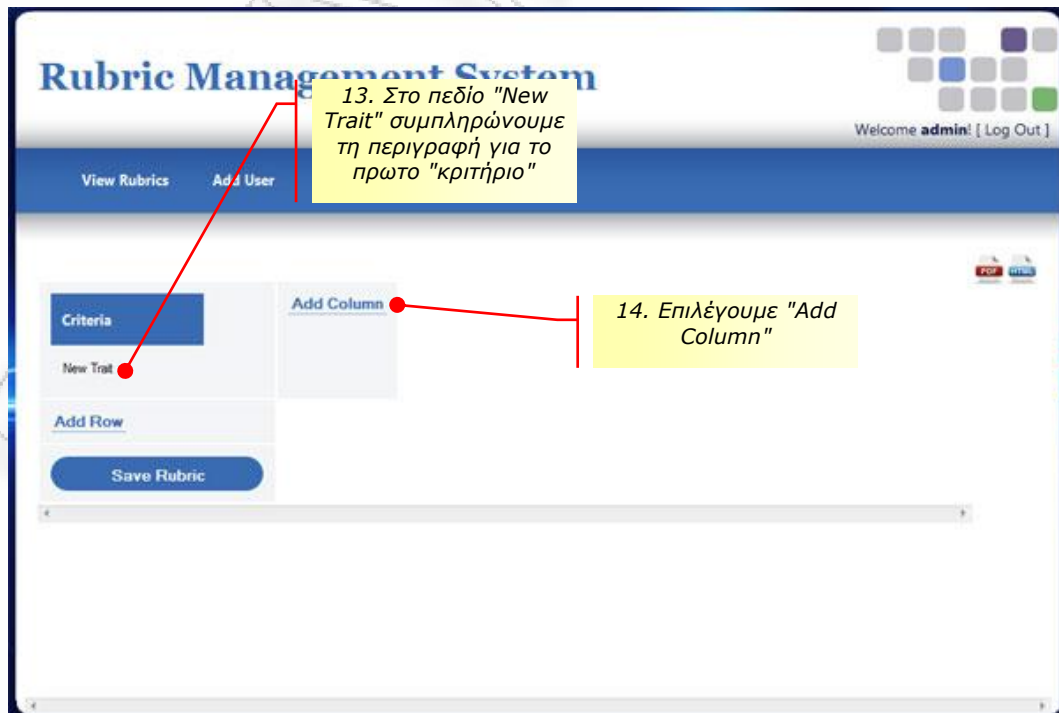 Rubric Management System
13. Στο πεδίο "New
Trait" συμπληρώνουμε
τη περιγραφή για το
πρωτο "κριτήριο"
Welcome admin! [ Log Out ]
View Rubrics Add User
PDF HTML
Criteria
Add Column
14. Επιλέγουμε "Add
Column"
New Trait
Add Row
Save Rubric